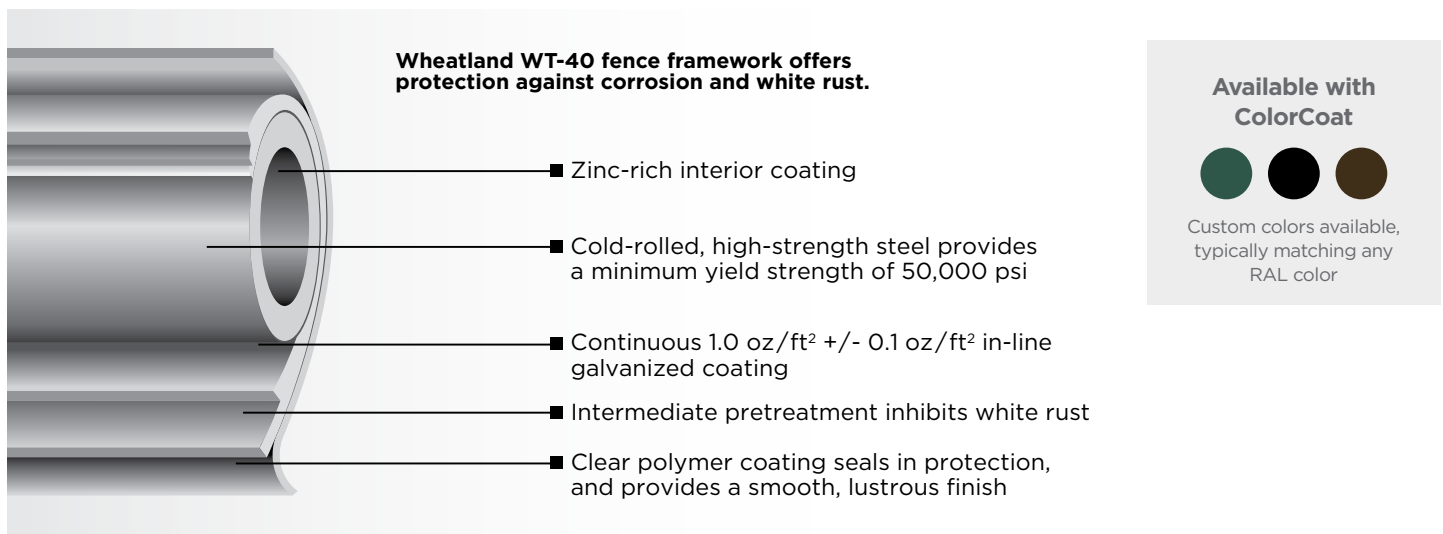 Wheatland WT-40 fence framework offers
protection against corrosion and white rust.
Zinc-rich interior coating
Cold-rolled, high-strength steel provides
a minimum yield strength of 50,000 psi
Continuous 1.0 oz/ft² +/- 0.1 oz/ft² in-line
galvanized coating
Intermediate pretreatment inhibits white rust
Clear polymer coating seals in protection,
and provides a smooth, lustrous finish
Available with
ColorCoat
Custom colors available,
typically matching any
RAL color